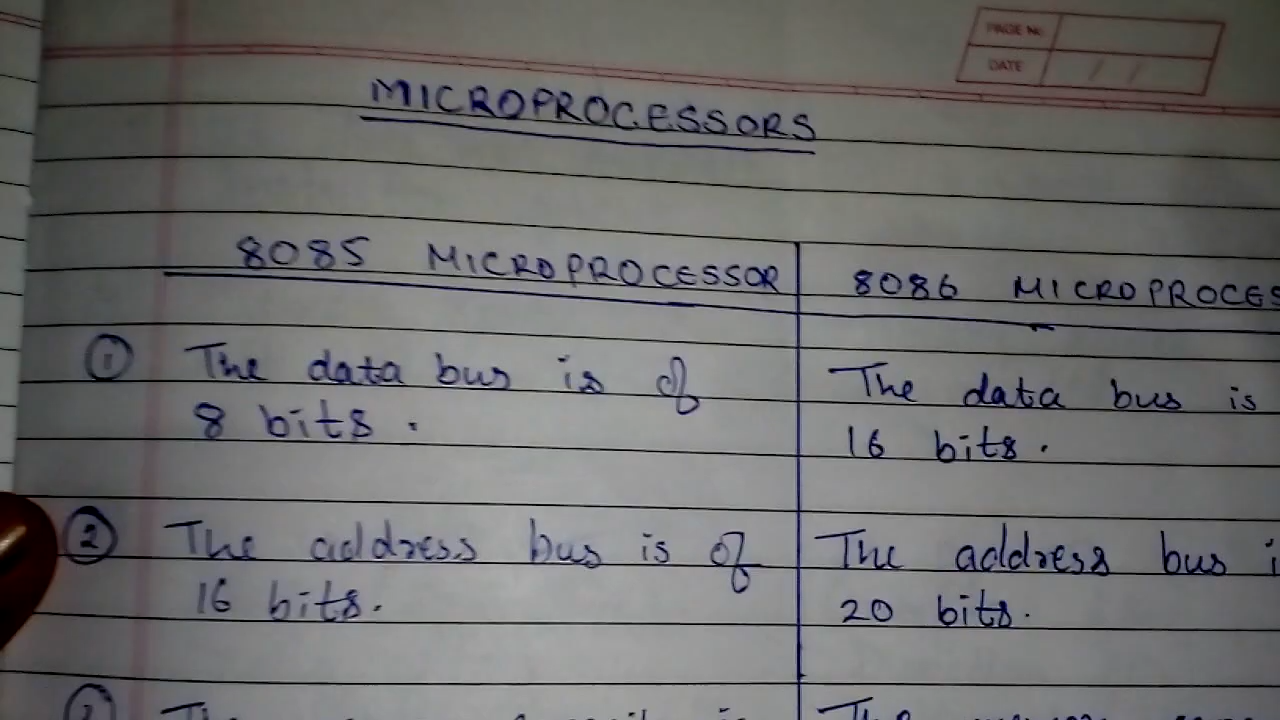 PAGE No.
DATE / /
MICROPROCESSORS
8085 MICROPROCESSOR
8086 MICROPROCES
① The data bus is of
8 bits.
The data bus is
16 bits.
② The address bus is of
16 bits.
The address bus i
20 bits.